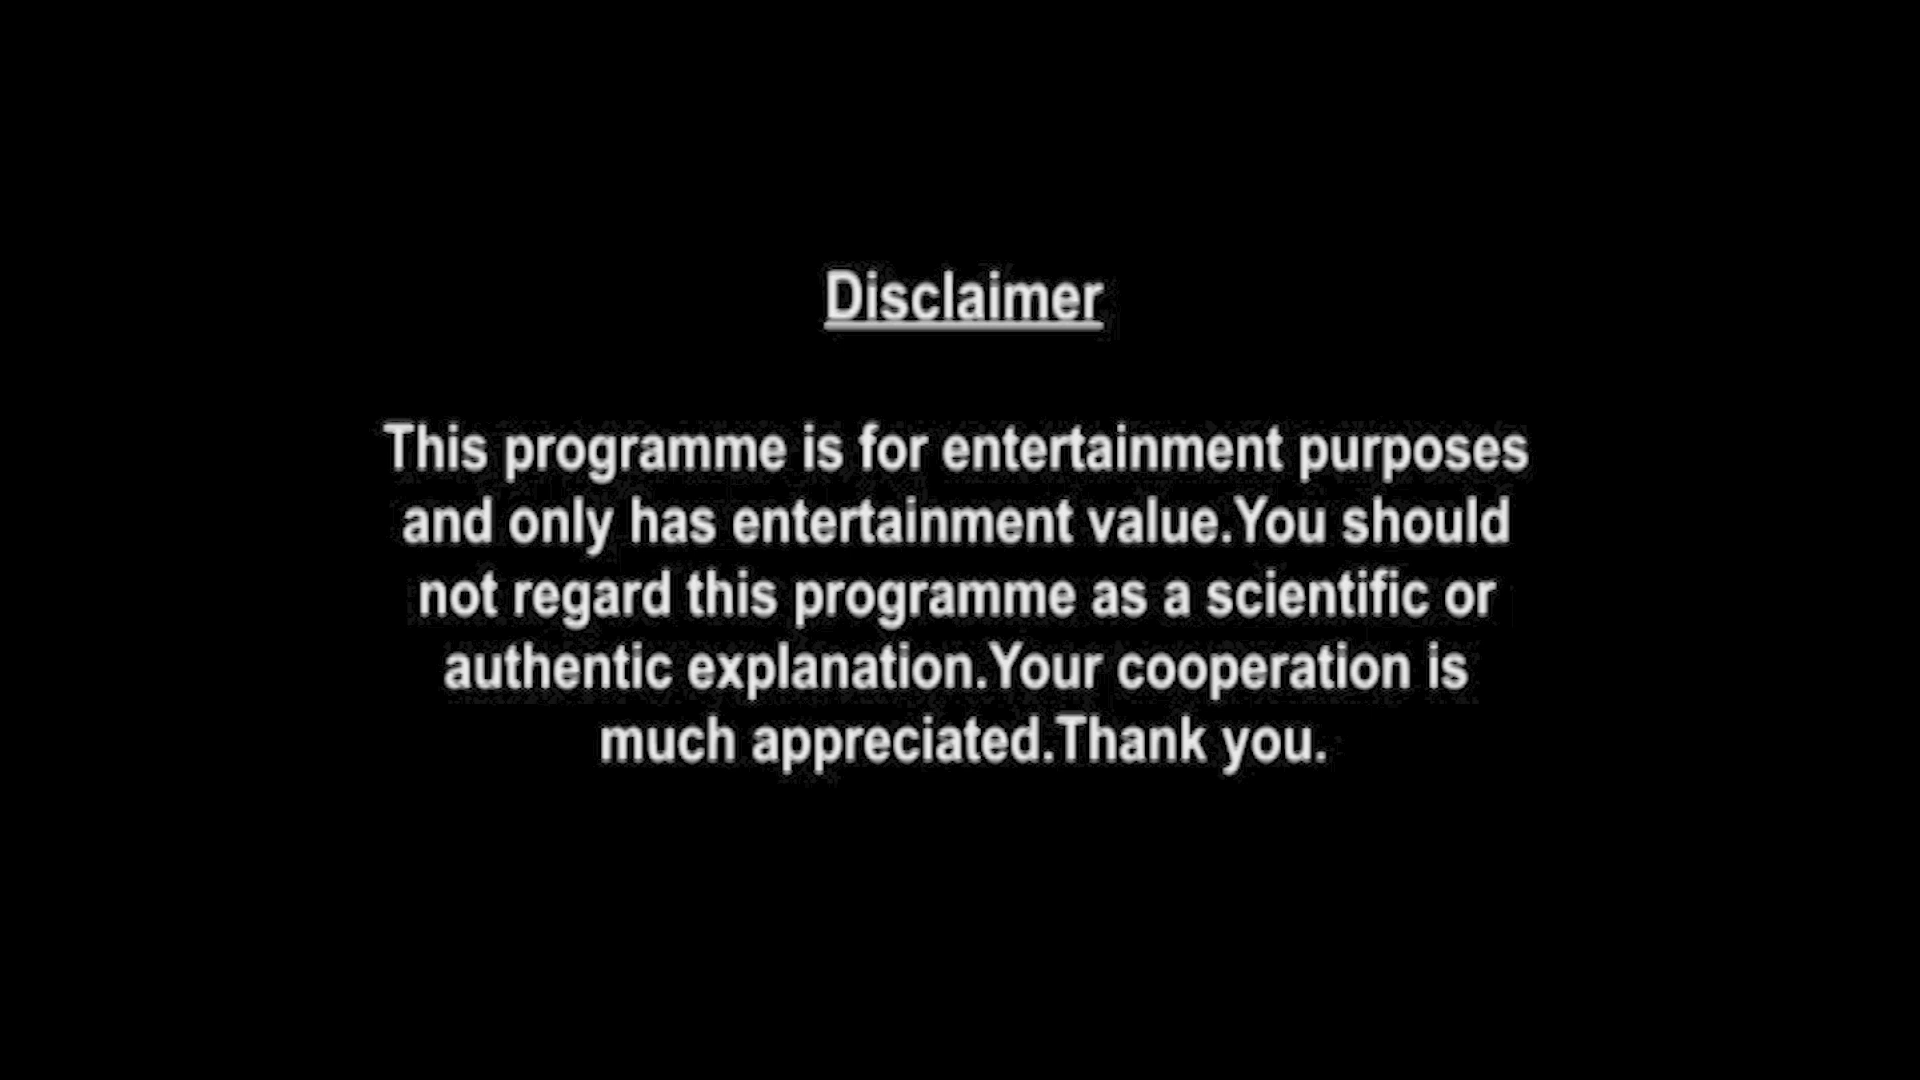 Disclaimer
This programme is for entertainment purposes
and only has entertainment value.You should
not regard this programme as a scientific or
authentic explanation.Your cooperation is
much appreciated.Thank you.